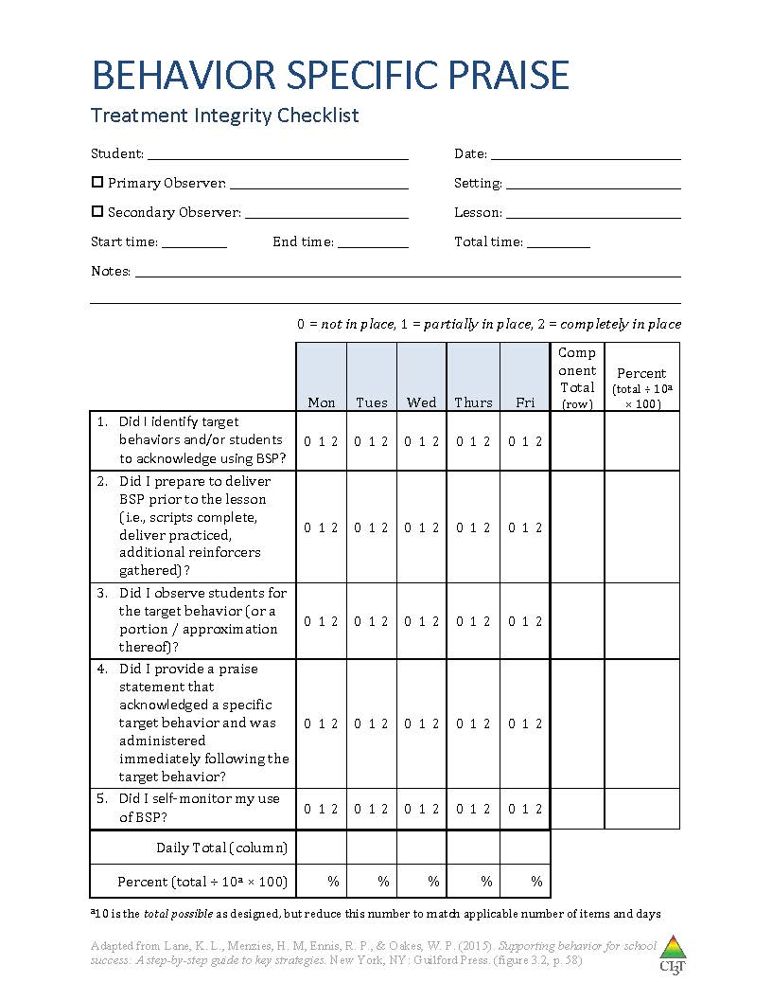 BEHAVIOR SPECIFIC PRAISE
Treatment Integrity Checklist
Student: Date:
Primary Observer: Setting:
Secondary Observer: Lesson:
Start time: End time: Total time:
Notes:
0 = not in place, 1 = partially in place, 2 = completely in place
Mon Tues Wed Thurs Fri
Comp
onent
Total
(row)
Percent
(total ÷ 10ª
× 100)
1. Did I identify target
behaviors and/or students
to acknowledge using BSP?
0 1 2 0 1 2 0 1 2 0 1 2 0 1 2
2. Did I prepare to deliver
BSP prior to the lesson
(i.e., scripts complete,
deliver practiced,
additional reinforcers
gathered)?
0 1 2 0 1 2 0 1 2 0 1 2 0 1 2
3. Did I observe students for
the target behavior (or a
portion / approximation
thereof)?
0 1 2 0 1 2 0 1 2 0 1 2 0 1 2
4. Did I provide a praise
statement that
acknowledged a specific
target behavior and was
administered
immediately following the
target behavior?
0 1 2 0 1 2 0 1 2 0 1 2 0 1 2
5. Did I self-monitor my use
of BSP?
0 1 2 0 1 2 0 1 2 0 1 2 0 1 2
Daily Total (column)
Percent (total ÷ 10ª × 100) % % % % %
ª10 is the total possible as designed, but reduce this number to match applicable number of items and days
Adapted from Lane, K. L., Menzies, H. M, Ennis, R. P., & Oakes, W. P. (2015). Supporting behavior for school
success: A step-by-step guide to key strategies. New York, NY: Guilford Press. (figure 3.2, p. 58)
CI3T